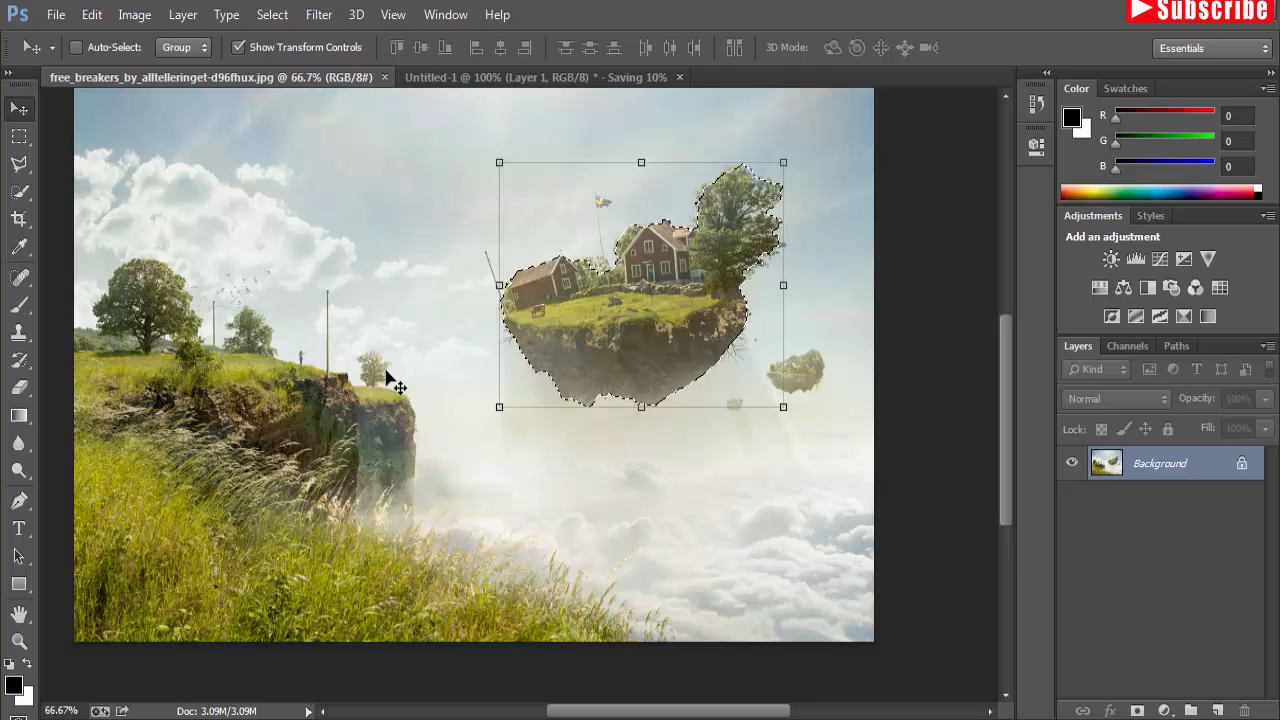 Subscribe
Ps File Edit Image Layer Type Select Filter 3D View Window Help
Auto-Select: Group Show Transform Controls 3D Mode: Essentials
free_breakers_by_alltelleringet-d96fhux.jpg @ 66.7% (RGB/8#) × Untitled-1 @ 100% (Layer 1, RGB/8) * - Saving 10% ×
Color Swatches
R 0
G 0
B 0
Adjustments Styles
Add an adjustment
Layers Channels Paths
Kind
Normal Opacity: 100%
Lock: Fill: 100%
Background
66.67% Doc: 3.09M/3.09M